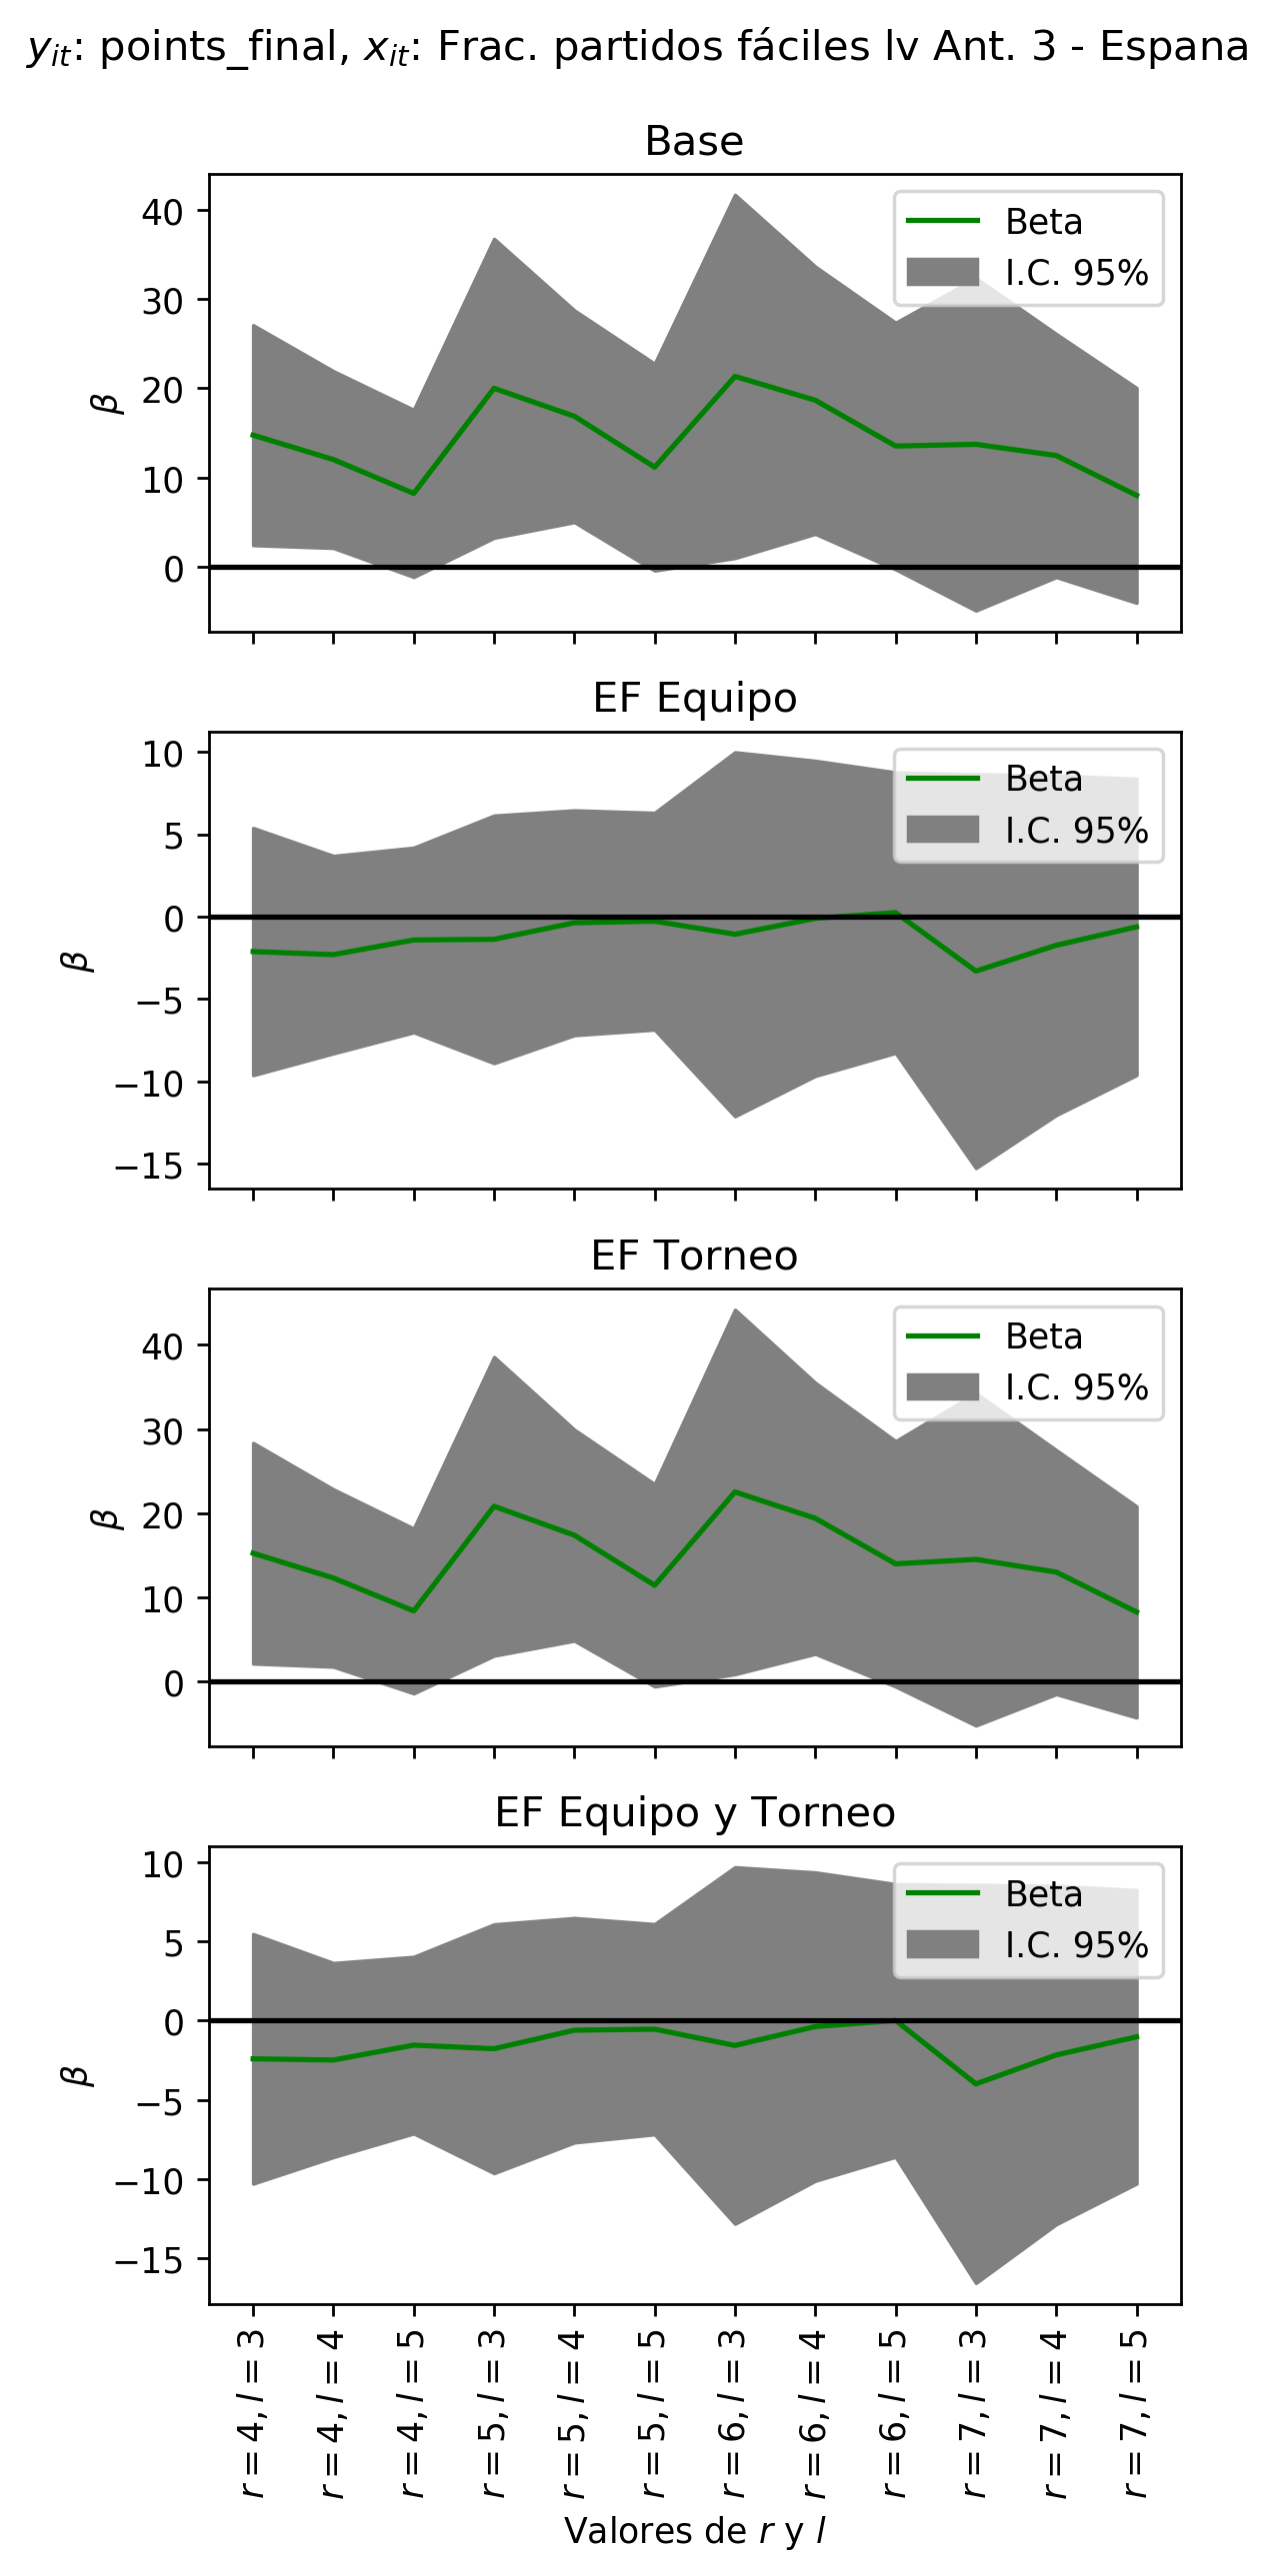 y_it: points_final, x_it: Frac. partidos fáciles lv Ant. 3 - Espana
Base
β
40
30
20
10
0
Beta
I.C. 95%
EF Equipo
β
10
5
0
−5
−10
−15
Beta
I.C. 95%
EF Torneo
β
40
30
20
10
0
Beta
I.C. 95%
EF Equipo y Torneo
β
10
5
0
−5
−10
−15
Beta
I.C. 95%
r = 4, l = 3
r = 4, l = 4
r = 4, l = 5
r = 5, l = 3
r = 5, l = 4
r = 5, l = 5
r = 6, l = 3
r = 6, l = 4
r = 6, l = 5
r = 7, l = 3
r = 7, l = 4
r = 7, l = 5
Valores de r y l